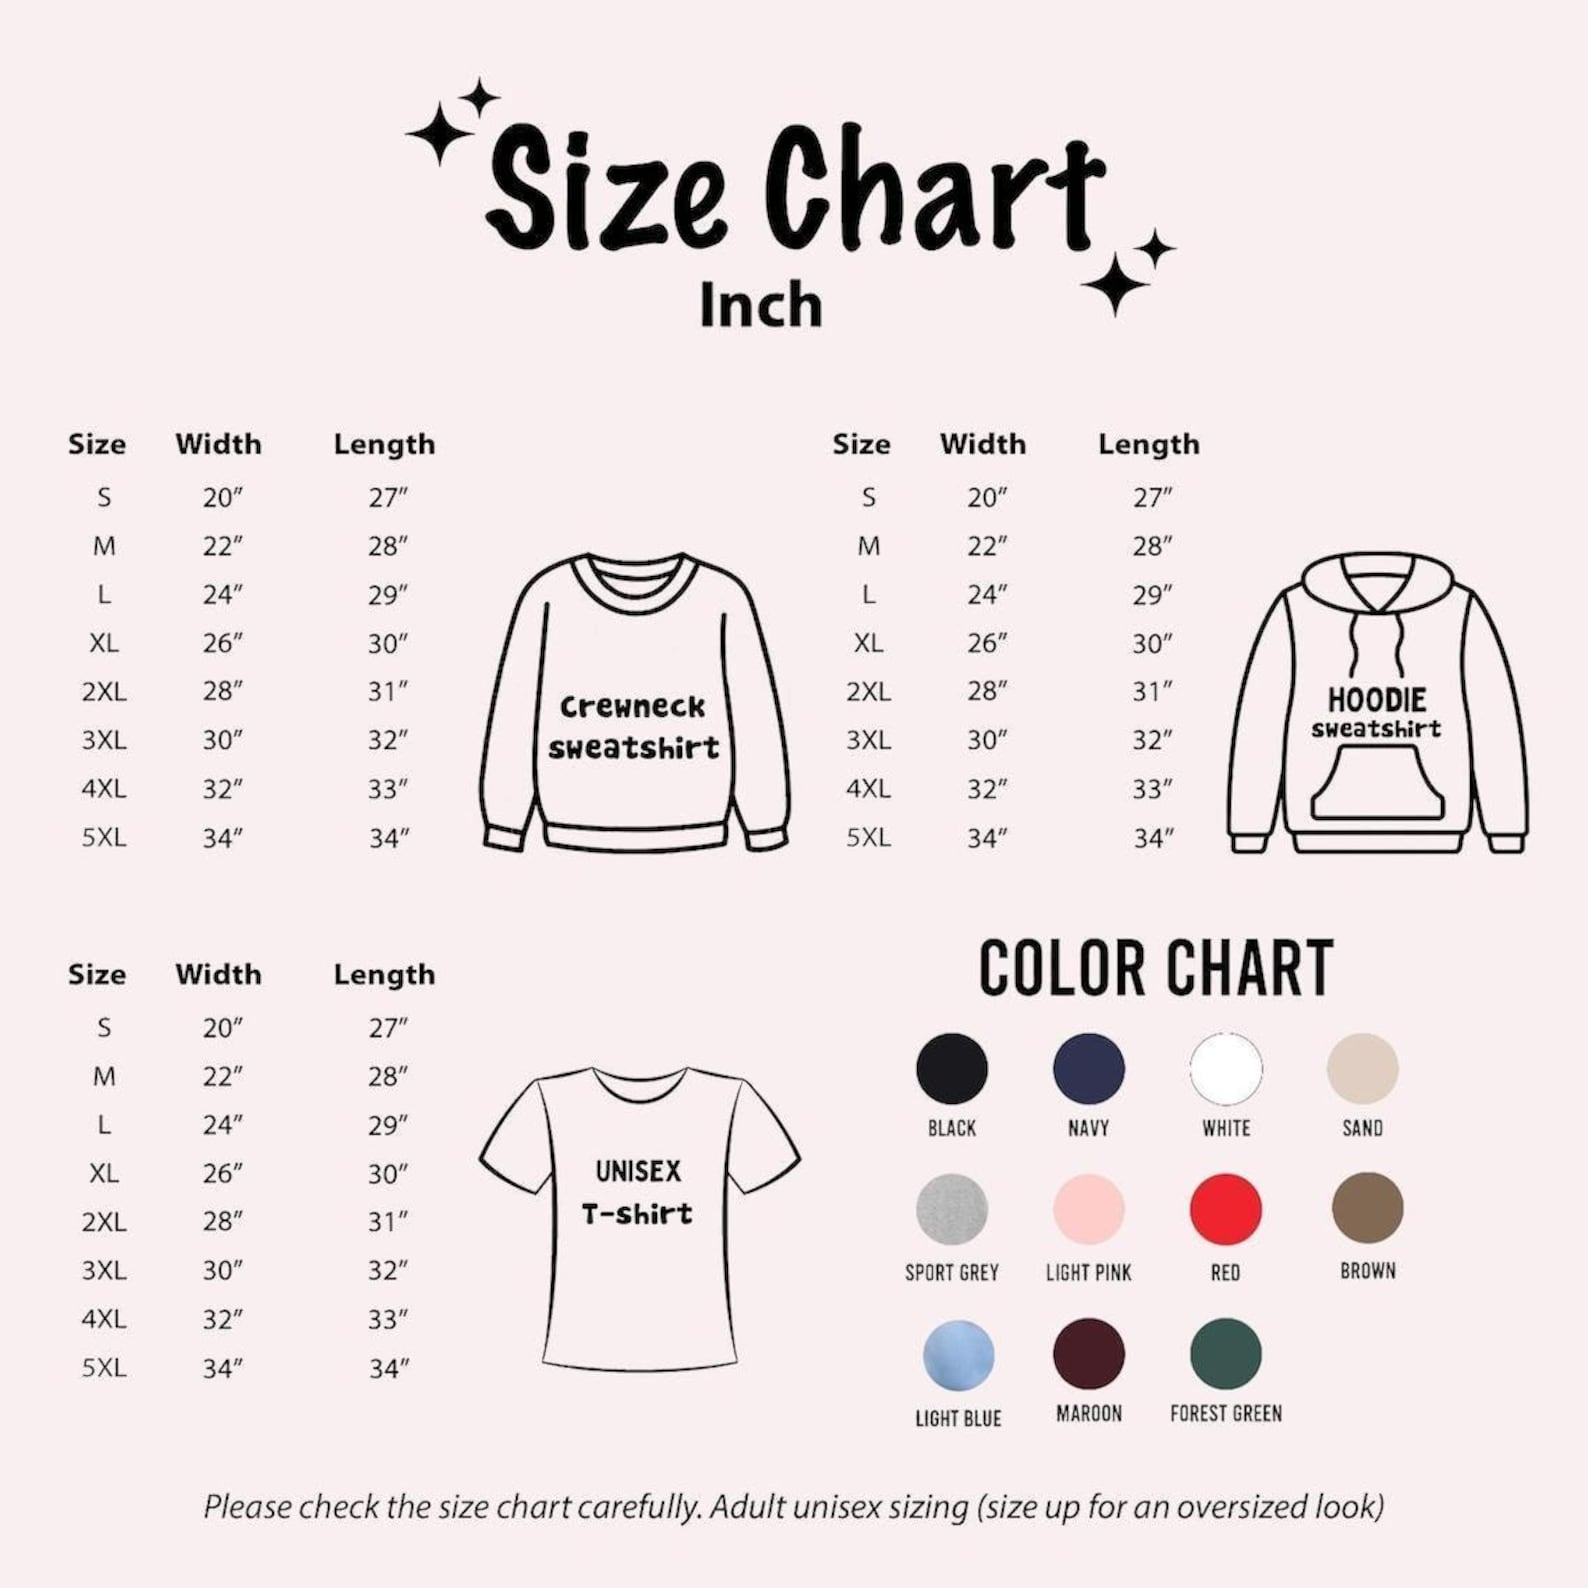 Size Chart
Inch
Size Width Length
S 20" 27"
M 22" 28"
L 24" 29"
XL 26" 30"
2XL 28" 31"
3XL 30" 32"
4XL 32" 33"
5XL 34" 34"
Crewneck
sweatshirt
Size Width Length
S 20" 27"
M 22" 28"
L 24" 29"
XL 26" 30"
2XL 28" 31"
3XL 30" 32"
4XL 32" 33"
5XL 34" 34"
HOODIE
sweatshirt
Size Width Length
S 20" 27"
M 22" 28"
L 24" 29"
XL 26" 30"
2XL 28" 31"
3XL 30" 32"
4XL 32" 33"
5XL 34" 34"
UNISEX
T-shirt
COLOR CHART
BLACK NAVY WHITE SAND
SPORT GREY LIGHT PINK RED BROWN
LIGHT BLUE MAROON FOREST GREEN
Please check the size chart carefully. Adult unisex sizing (size up for an oversized look)